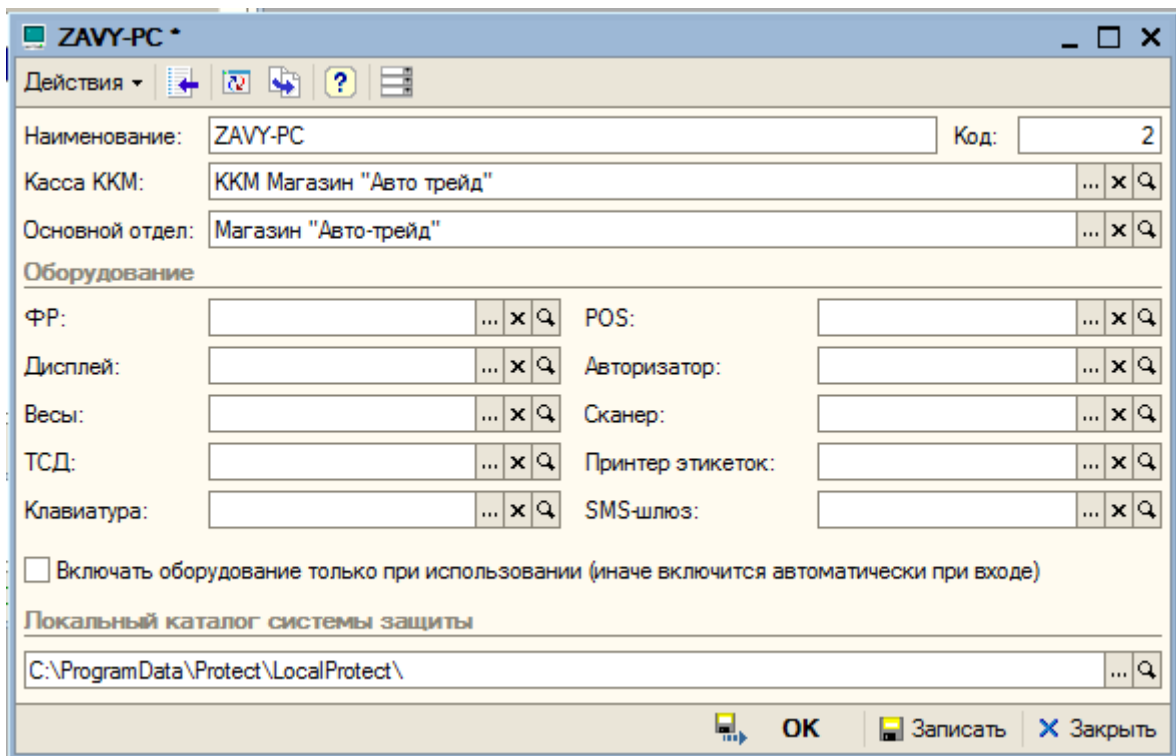 ZAVY-PC *
Действия
Наименование: ZAVY-PC Код: 2
Касса ККМ: ККМ Магазин "Авто трейд" ...
Основной отдел: Магазин "Авто-трейд" ...
Оборудование
ФР: ... POS: ...
Дисплей: ... Авторизатор: ...
Весы: ... Сканер: ...
ТСД: ... Принтер этикеток: ...
Клавиатура: ... SMS-шлюз: ...
Включать оборудование только при использовании (иначе включится автоматически при входе)
Локальный каталог системы защиты
C:\ProgramData\Protect\LocalProtect\ ...
OK Записать Закрыть